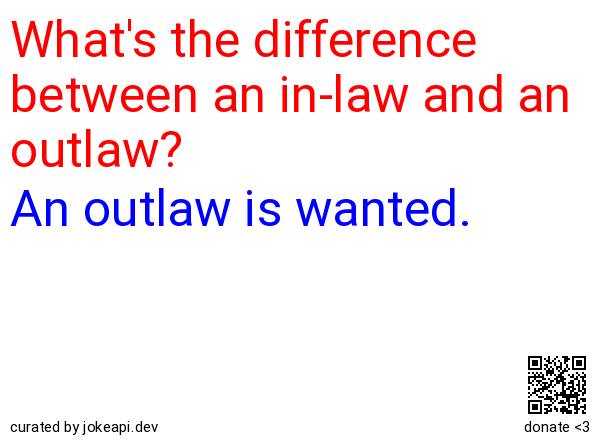 What's the difference
between an in-law and an
outlaw?
An outlaw is wanted.
curated by jokeapi.dev
donate <3